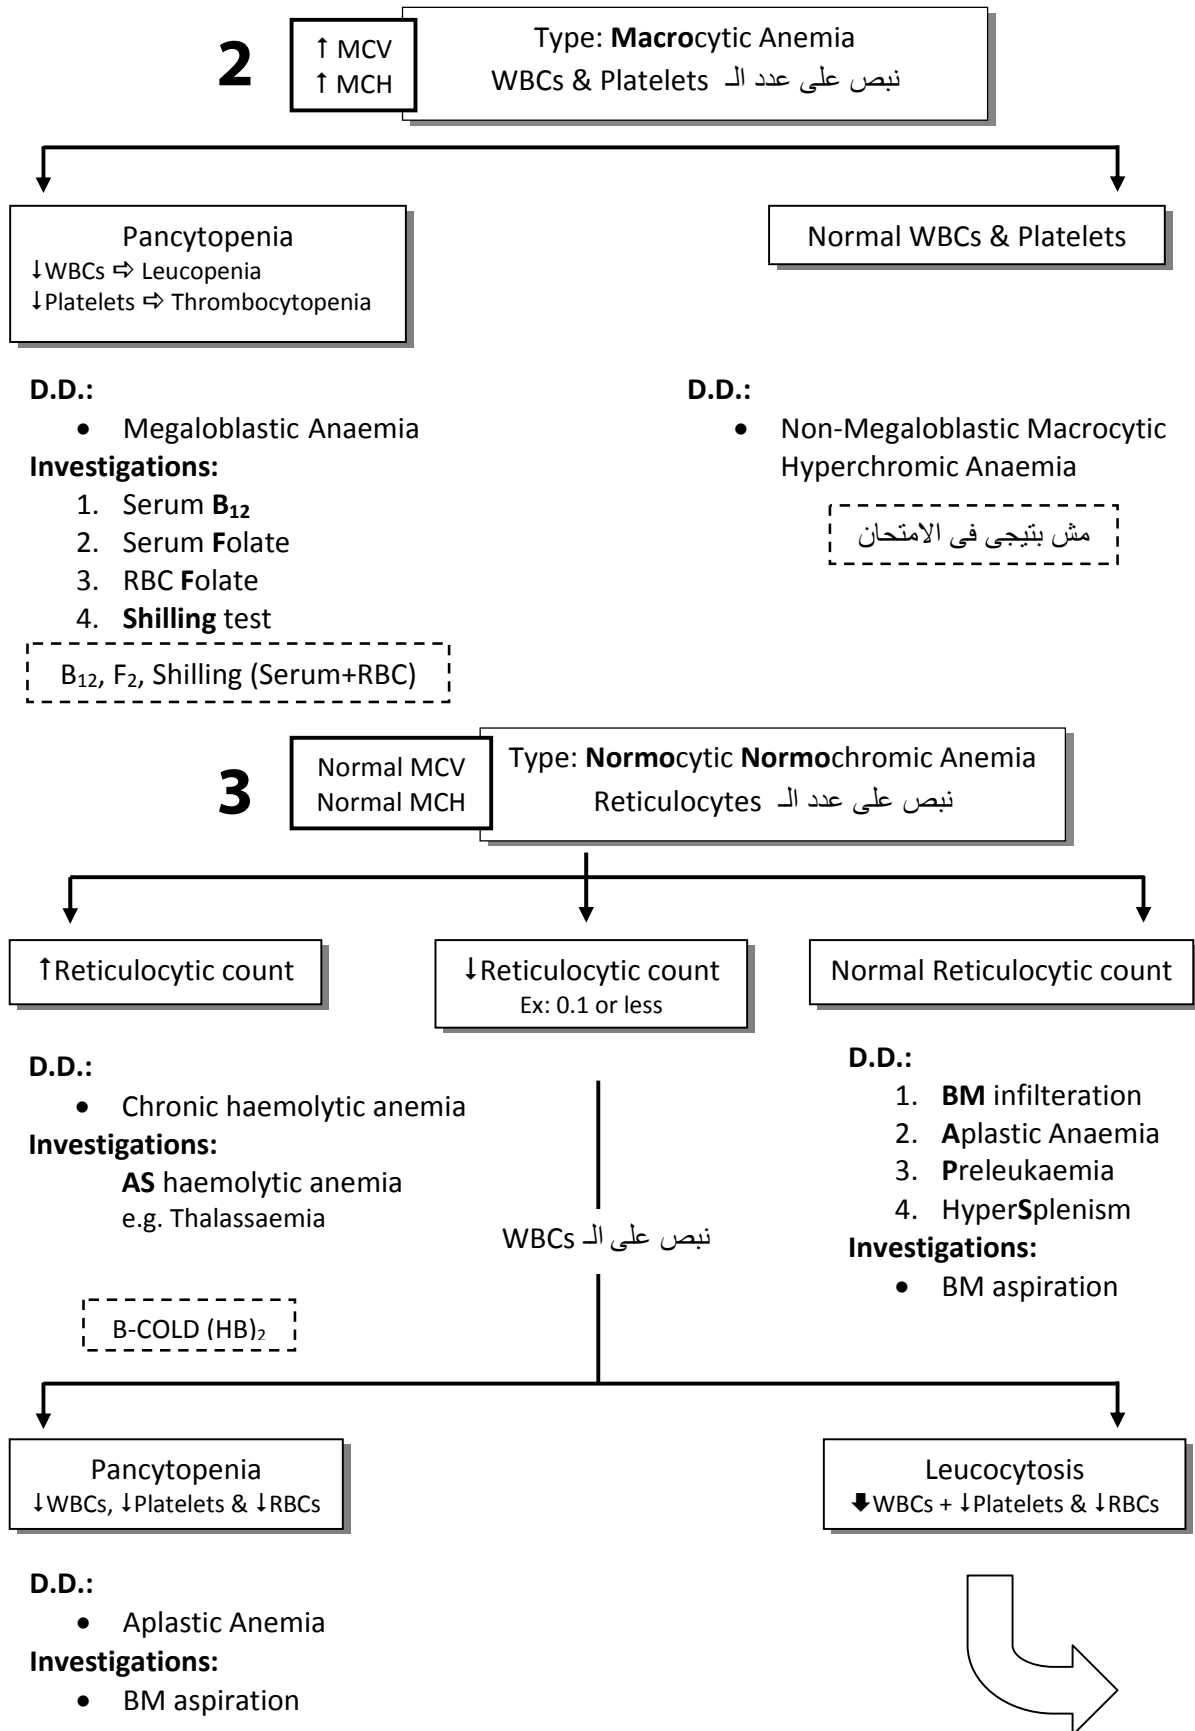 2
↑ MCV
↑ MCH
Type: Macrocytic Anemia
WBCs & Platelets نبص على عدد الـ
Pancytopenia
↓WBCs ⇨ Leucopenia
↓Platelets ⇨ Thrombocytopenia
Normal WBCs & Platelets
D.D.:
• Megaloblastic Anaemia
Investigations:
1. Serum B₁₂
2. Serum Folate
3. RBC Folate
4. Shilling test
B₁₂, F₂, Shilling (Serum+RBC)
D.D.:
• Non-Megaloblastic Macrocytic
Hyperchromic Anaemia
مش بتيجى فى الامتحان
3
Normal MCV
Normal MCH
Type: Normocytic Normochromic Anemia
Reticulocytes نبص على عدد الـ
↑Reticulocytic count
↓Reticulocytic count
Ex: 0.1 or less
Normal Reticulocytic count
D.D.:
• Chronic haemolytic anemia
Investigations:
AS haemolytic anemia
e.g. Thalassaemia
B-COLD (HB)₂
نبص على الـ WBCs
D.D.:
1. BM infilteration
2. Aplastic Anaemia
3. Preleukaemia
4. HyperSplenism
Investigations:
• BM aspiration
Pancytopenia
↓WBCs, ↓Platelets & ↓RBCs
Leucocytosis
🡇WBCs + ↓Platelets & ↓RBCs
D.D.:
• Aplastic Anemia
Investigations:
• BM aspiration